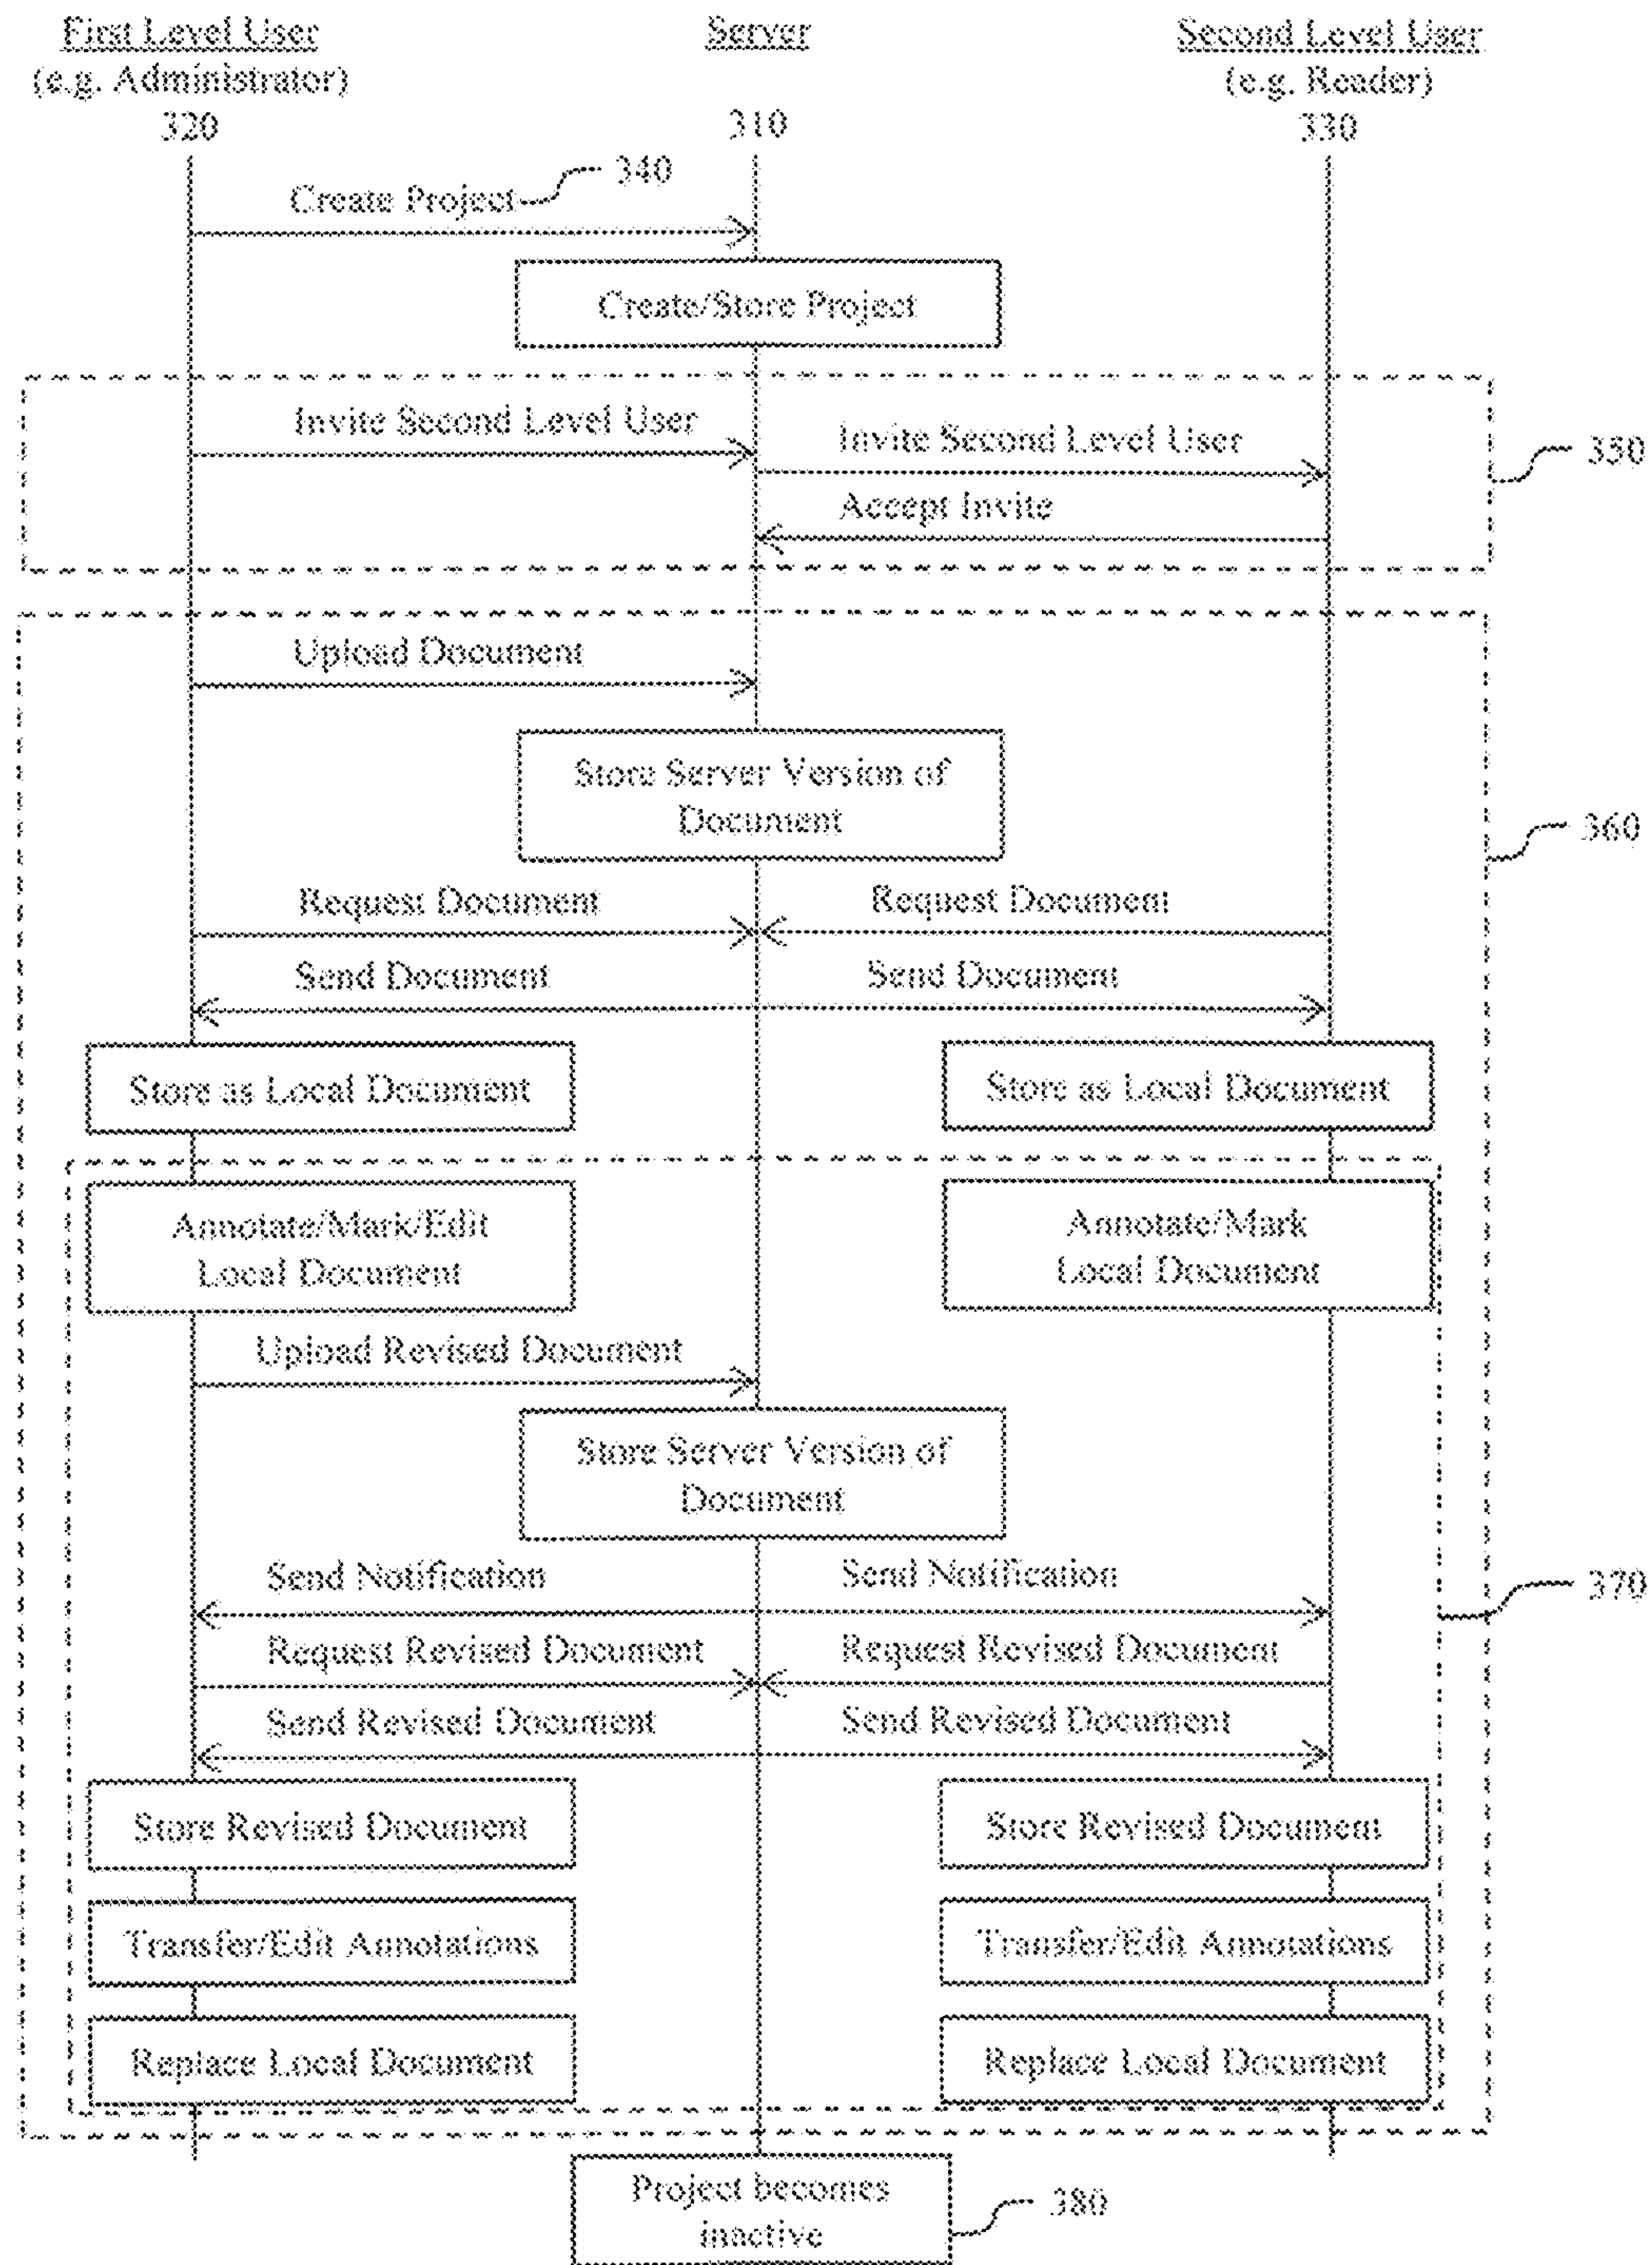 First Level User
(e.g. Administrator)
320
Server
310
Second Level User
(e.g. Reader)
330
Create Project
340
Create/Store Project
Invite Second Level User
Invite Second Level User
350
Accept Invite
Upload Document
Store Server Version of
Document
360
Request Document
Request Document
Send Document
Send Document
Store as Local Document
Store as Local Document
Annotate/Mark/Edit
Local Document
Annotate/Mark
Local Document
Upload Revised Document
Store Server Version of
Document
Send Notification
Send Notification
370
Request Revised Document
Request Revised Document
Send Revised Document
Send Revised Document
Store Revised Document
Store Revised Document
Transfer/Edit Annotations
Transfer/Edit Annotations
Replace Local Document
Replace Local Document
Project becomes
inactive
380